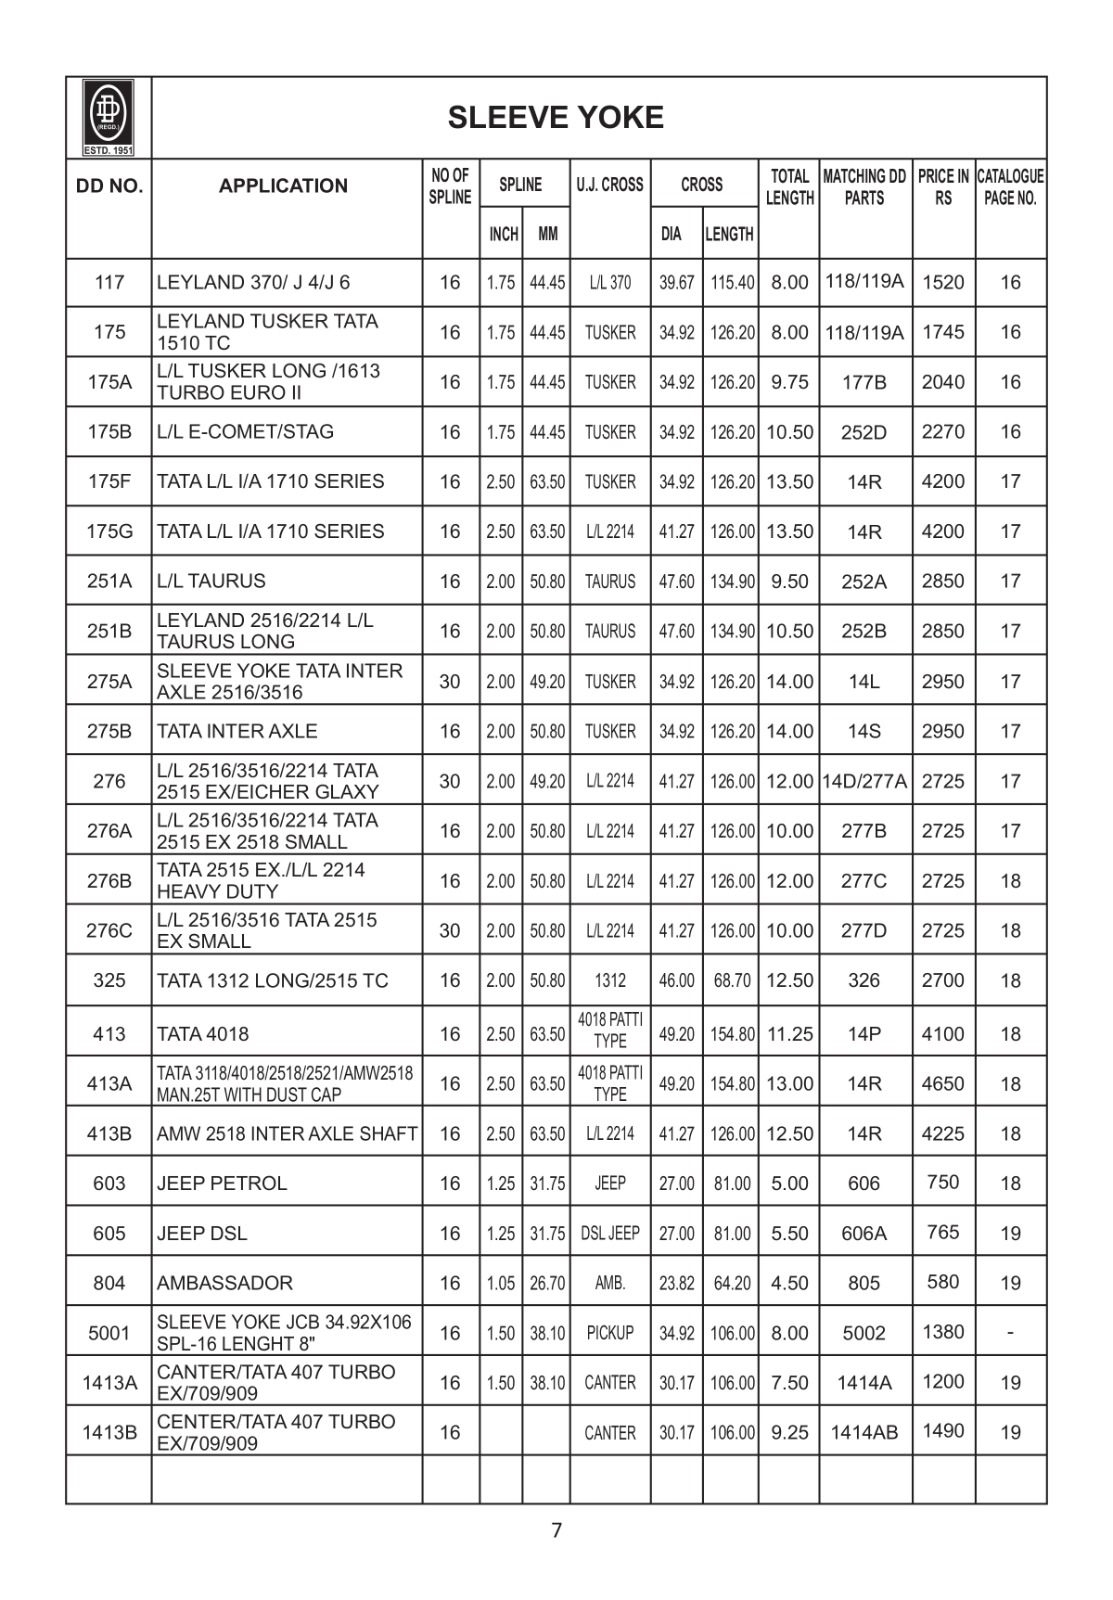 DD
(REGD.)
ESTD. 1951
SLEEVE YOKE
DD NO. APPLICATION NO OF SPLINE SPLINE U.J. CROSS CROSS TOTAL LENGTH MATCHING DD PARTS PRICE IN RS CATALOGUE PAGE NO.
INCH MM DIA LENGTH
117 LEYLAND 370/ J 4/J 6 16 1.75 44.45 L/L 370 39.67 115.40 8.00 118/119A 1520 16
175 LEYLAND TUSKER TATA 1510 TC 16 1.75 44.45 TUSKER 34.92 126.20 8.00 118/119A 1745 16
175A L/L TUSKER LONG /1613 TURBO EURO II 16 1.75 44.45 TUSKER 34.92 126.20 9.75 177B 2040 16
175B L/L E-COMET/STAG 16 1.75 44.45 TUSKER 34.92 126.20 10.50 252D 2270 16
175F TATA L/L I/A 1710 SERIES 16 2.50 63.50 TUSKER 34.92 126.20 13.50 14R 4200 17
175G TATA L/L I/A 1710 SERIES 16 2.50 63.50 L/L 2214 41.27 126.00 13.50 14R 4200 17
251A L/L TAURUS 16 2.00 50.80 TAURUS 47.60 134.90 9.50 252A 2850 17
251B LEYLAND 2516/2214 L/L TAURUS LONG 16 2.00 50.80 TAURUS 47.60 134.90 10.50 252B 2850 17
275A SLEEVE YOKE TATA INTER AXLE 2516/3516 30 2.00 49.20 TUSKER 34.92 126.20 14.00 14L 2950 17
275B TATA INTER AXLE 16 2.00 50.80 TUSKER 34.92 126.20 14.00 14S 2950 17
276 L/L 2516/3516/2214 TATA 2515 EX/EICHER GLAXY 30 2.00 49.20 L/L 2214 41.27 126.00 12.00 14D/277A 2725 17
276A L/L 2516/3516/2214 TATA 2515 EX 2518 SMALL 16 2.00 50.80 L/L 2214 41.27 126.00 10.00 277B 2725 17
276B TATA 2515 EX./L/L 2214 HEAVY DUTY 16 2.00 50.80 L/L 2214 41.27 126.00 12.00 277C 2725 18
276C L/L 2516/3516 TATA 2515 EX SMALL 30 2.00 50.80 L/L 2214 41.27 126.00 10.00 277D 2725 18
325 TATA 1312 LONG/2515 TC 16 2.00 50.80 1312 46.00 68.70 12.50 326 2700 18
413 TATA 4018 16 2.50 63.50 4018 PATTI TYPE 49.20 154.80 11.25 14P 4100 18
413A TATA 3118/4018/2518/2521/AMW2518 MAN.25T WITH DUST CAP 16 2.50 63.50 4018 PATTI TYPE 49.20 154.80 13.00 14R 4650 18
413B AMW 2518 INTER AXLE SHAFT 16 2.50 63.50 L/L 2214 41.27 126.00 12.50 14R 4225 18
603 JEEP PETROL 16 1.25 31.75 JEEP 27.00 81.00 5.00 606 750 18
605 JEEP DSL 16 1.25 31.75 DSL JEEP 27.00 81.00 5.50 606A 765 19
804 AMBASSADOR 16 1.05 26.70 AMB. 23.82 64.20 4.50 805 580 19
5001 SLEEVE YOKE JCB 34.92X106 SPL-16 LENGHT 8" 16 1.50 38.10 PICKUP 34.92 106.00 8.00 5002 1380 -
1413A CANTER/TATA 407 TURBO EX/709/909 16 1.50 38.10 CANTER 30.17 106.00 7.50 1414A 1200 19
1413B CENTER/TATA 407 TURBO EX/709/909 16 CANTER 30.17 106.00 9.25 1414AB 1490 19
7